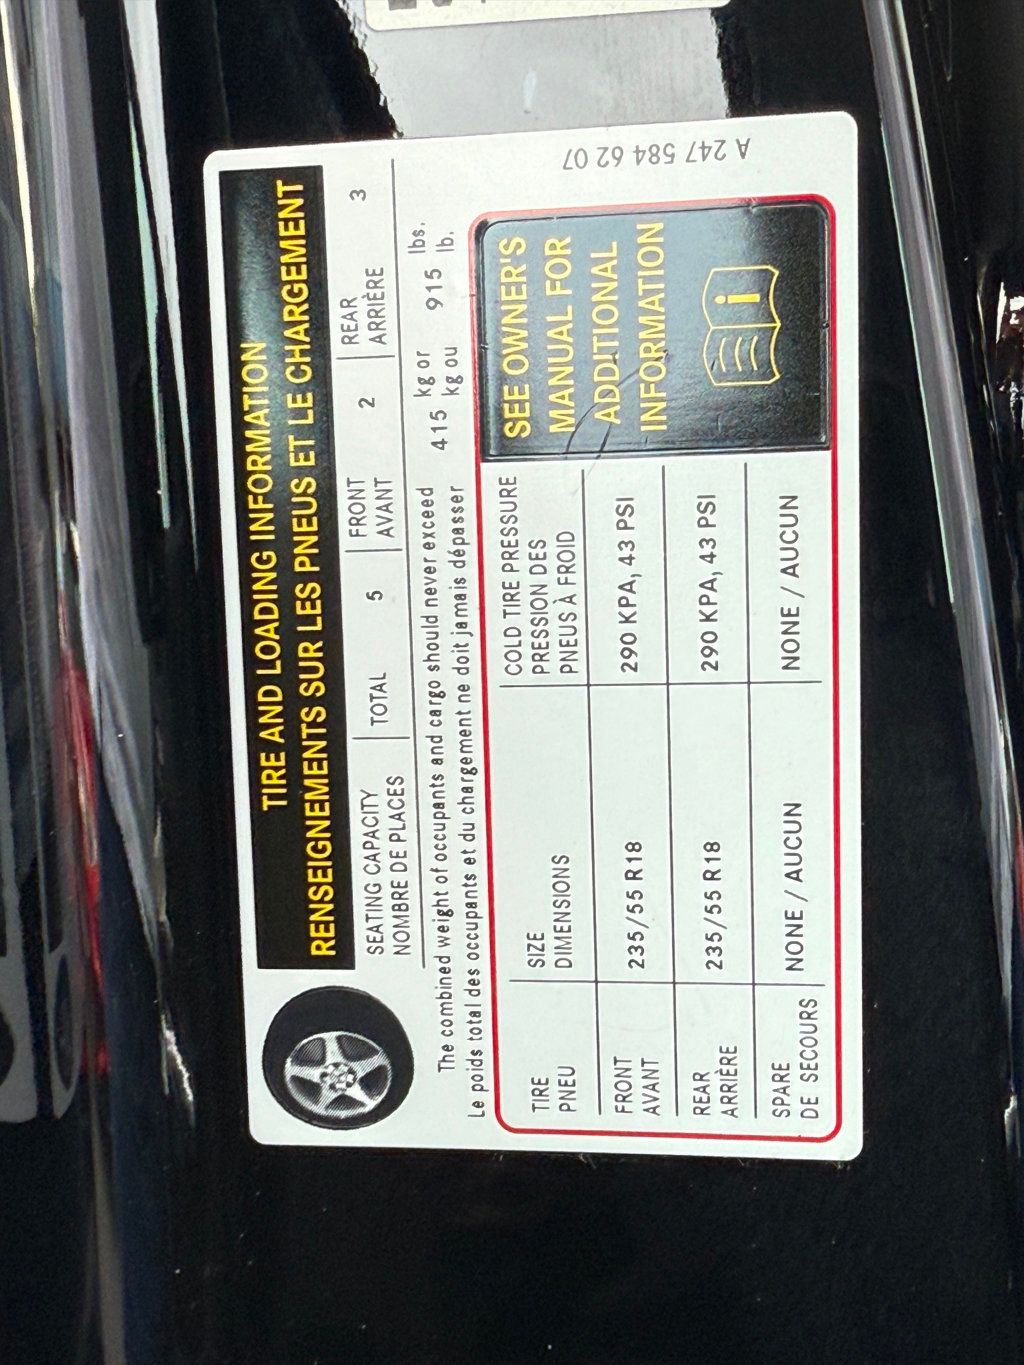 TIRE AND LOADING INFORMATION
RENSEIGNEMENTS SUR LES PNEUS ET LE CHARGEMENT
SEATING CAPACITY
NOMBRE DE PLACES
TOTAL 5
FRONT
AVANT
2
REAR
ARRIÈRE
3
The combined weight of occupants and cargo should never exceed 415 kg or 915 lbs.
Le poids total des occupants et du chargement ne doit jamais dépasser kg ou lb.
TIRE
PNEU
SIZE
DIMENSIONS
COLD TIRE PRESSURE
PRESSION DES
PNEUS À FROID
FRONT
AVANT
235/55 R18
290 KPA, 43 PSI
REAR
ARRIÈRE
235/55 R18
290 KPA, 43 PSI
SPARE
DE SECOURS
NONE / AUCUN
NONE / AUCUN
SEE OWNER'S
MANUAL FOR
ADDITIONAL
INFORMATION
i
A 247 584 62 07